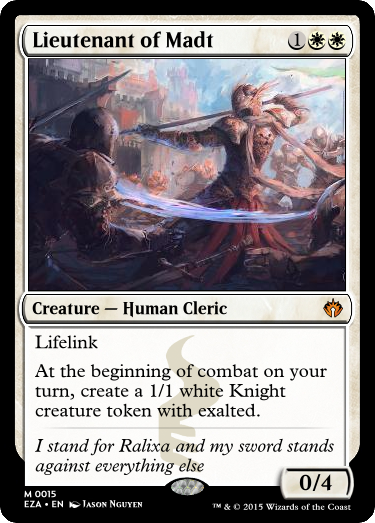 Lieutenant of Madt 1
Creature — Human Cleric
Lifelink
At the beginning of combat on your
turn, create a 1/1 white Knight
creature token with exalted.
I stand for Ralixa and my sword stands
against everything else
0/4
M 0015
EZA • EN JASON NGUYEN
™ & © 2015 Wizards of the Coast